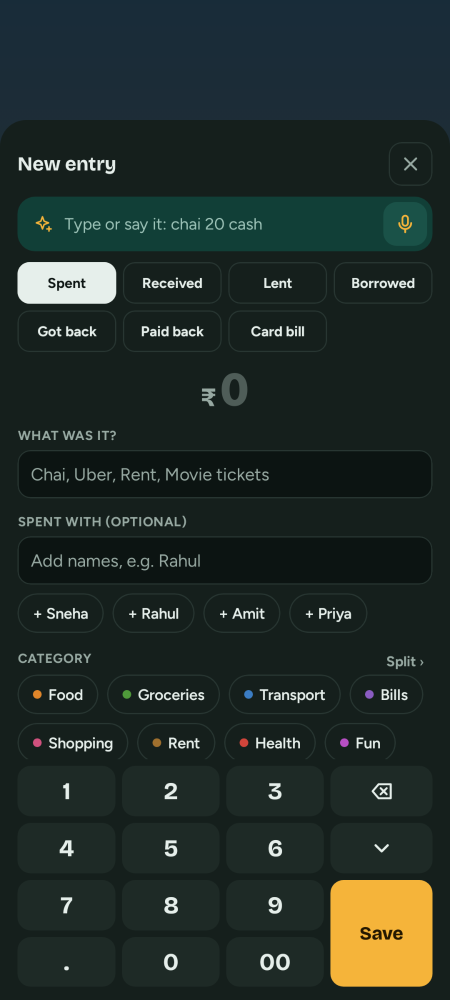 New entry
Type or say it: chai 20 cash
Spent Received Lent Borrowed
Got back Paid back Card bill
₹0
WHAT WAS IT?
Chai, Uber, Rent, Movie tickets
SPENT WITH (OPTIONAL)
Add names, e.g. Rahul
+ Sneha + Rahul + Amit + Priya
CATEGORY Split ›
Food Groceries Transport Bills
Shopping Rent Health Fun
1 2 3
4 5 6
7 8 9
Save
. 0 00